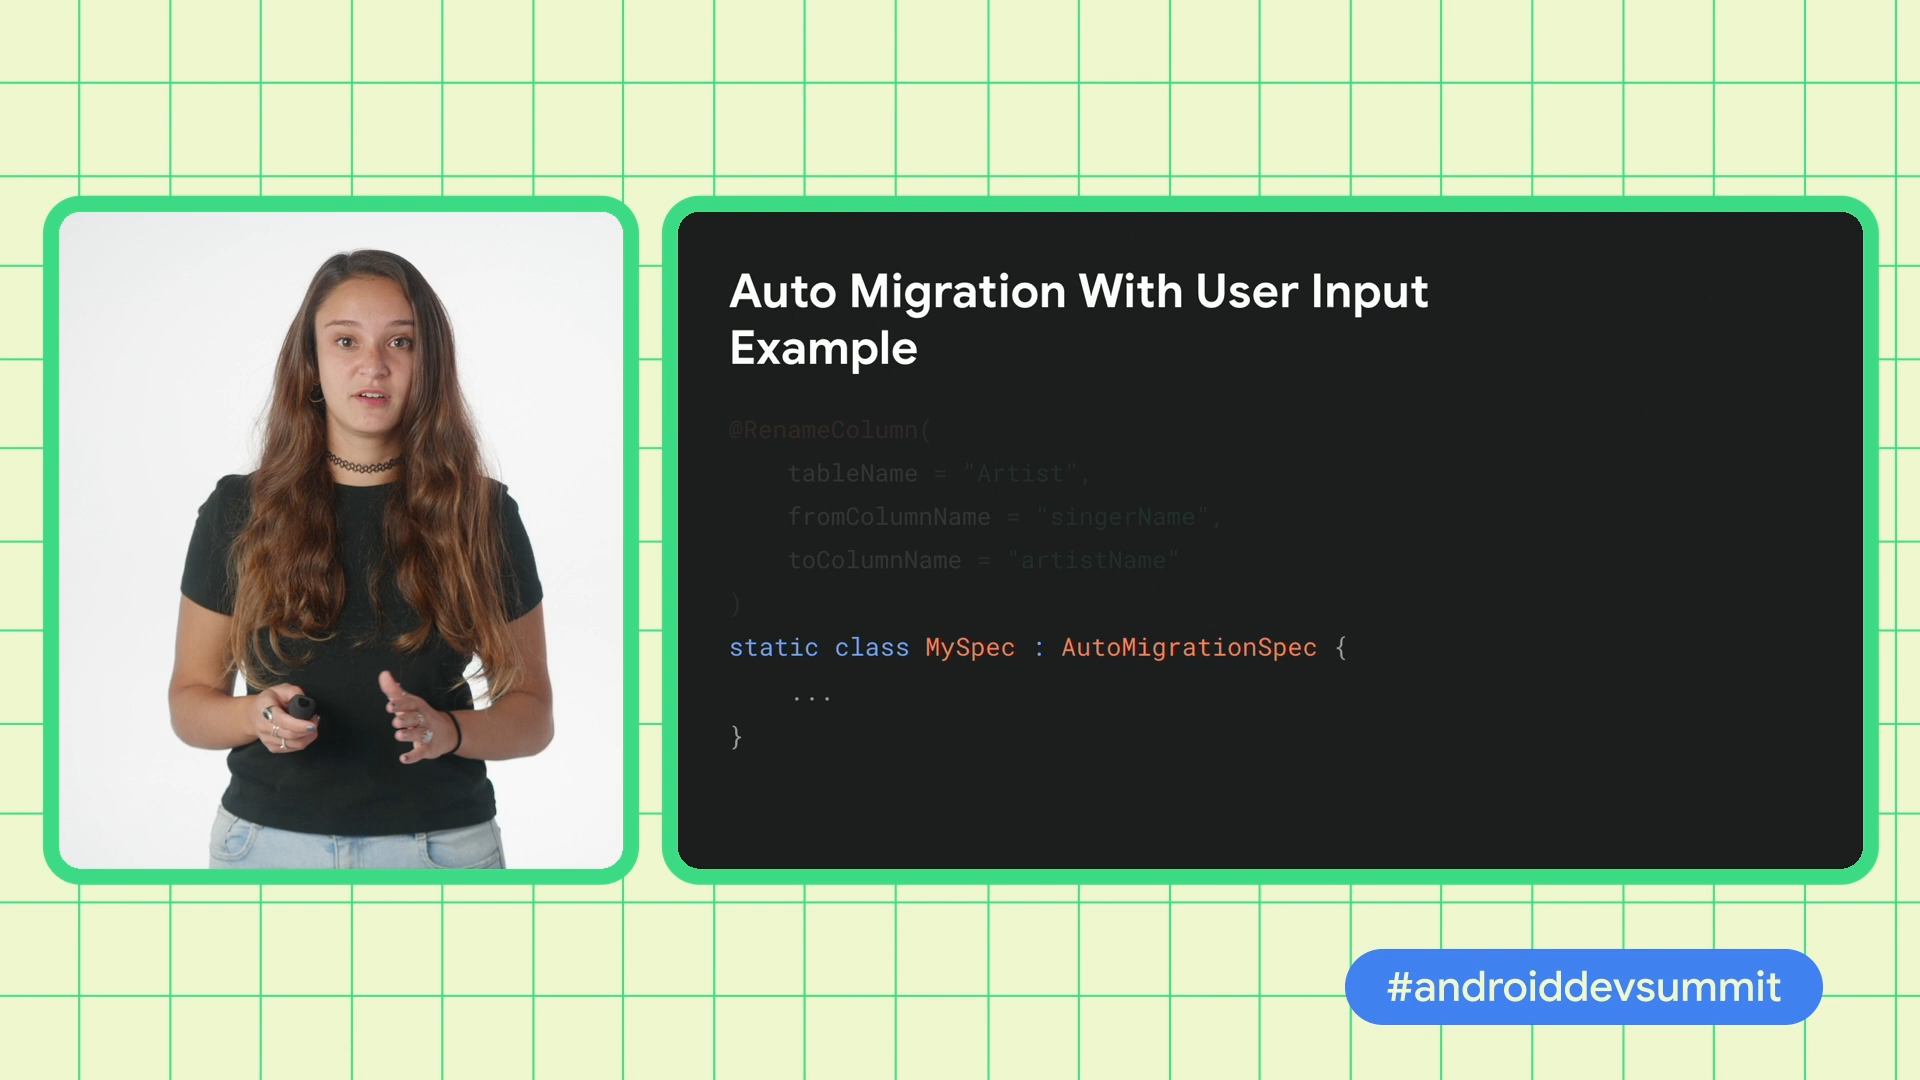 Auto Migration With User Input
Example
@RenameColumn(
tableName = "Artist",
fromColumnName = "singerName",
toColumnName = "artistName"
)
static class MySpec : AutoMigrationSpec {
...
}
#androiddevsummit